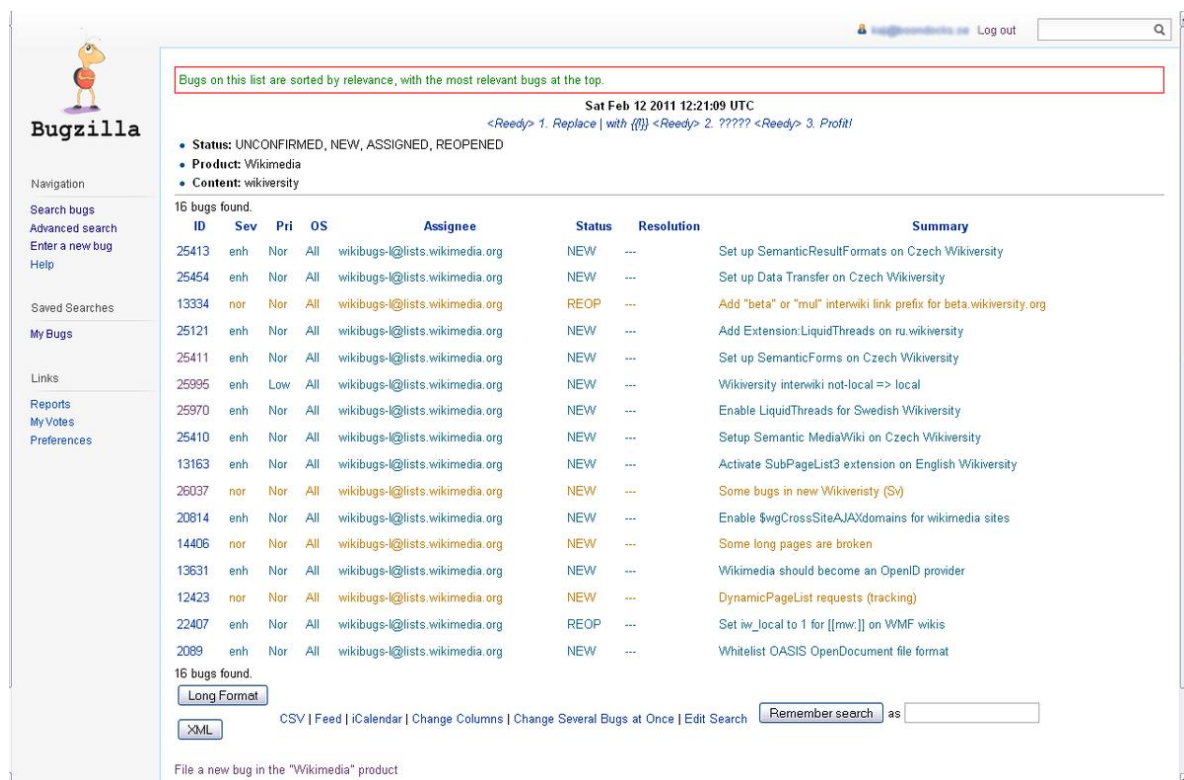 Log out
Bugzilla
Navigation
Search bugs
Advanced search
Enter a new bug
Help
Saved Searches
My Bugs
Links
Reports
My Votes
Preferences
Bugs on this list are sorted by relevance, with the most relevant bugs at the top.
Sat Feb 12 2011 12:21:09 UTC
<Reedy> 1. Replace | with {{!}} <Reedy> 2. ????? <Reedy> 3. Profit!
• Status: UNCONFIRMED, NEW, ASSIGNED, REOPENED
• Product: Wikimedia
• Content: wikiversity
16 bugs found.
ID Sev Pri OS Assignee Status Resolution Summary
25413 enh Nor All wikibugs-l@lists.wikimedia.org NEW --- Set up SemanticResultFormats on Czech Wikiversity
25454 enh Nor All wikibugs-l@lists.wikimedia.org NEW --- Set up Data Transfer on Czech Wikiversity
13334 nor Nor All wikibugs-l@lists.wikimedia.org REOP --- Add "beta" or "mul" interwiki link prefix for beta.wikiversity.org
25121 enh Nor All wikibugs-l@lists.wikimedia.org NEW --- Add Extension:LiquidThreads on ru.wikiversity
25411 enh Nor All wikibugs-l@lists.wikimedia.org NEW --- Set up SemanticForms on Czech Wikiversity
25995 enh Low All wikibugs-l@lists.wikimedia.org NEW --- Wikiversity interwiki not-local => local
25970 enh Nor All wikibugs-l@lists.wikimedia.org NEW --- Enable LiquidThreads for Swedish Wikiversity
25410 enh Nor All wikibugs-l@lists.wikimedia.org NEW --- Setup Semantic MediaWiki on Czech Wikiversity
13163 enh Nor All wikibugs-l@lists.wikimedia.org NEW --- Activate SubPageList3 extension on English Wikiversity
26037 nor Nor All wikibugs-l@lists.wikimedia.org NEW --- Some bugs in new Wikiveristy (Sv)
20814 enh Nor All wikibugs-l@lists.wikimedia.org NEW --- Enable $wgCrossSiteAJAXdomains for wikimedia sites
14406 nor Nor All wikibugs-l@lists.wikimedia.org NEW --- Some long pages are broken
13631 enh Nor All wikibugs-l@lists.wikimedia.org NEW --- Wikimedia should become an OpenID provider
12423 nor Nor All wikibugs-l@lists.wikimedia.org NEW --- DynamicPageList requests (tracking)
22407 enh Nor All wikibugs-l@lists.wikimedia.org REOP --- Set iw_local to 1 for [[mw:]] on WMF wikis
2089 enh Nor All wikibugs-l@lists.wikimedia.org NEW --- Whitelist OASIS OpenDocument file format
16 bugs found.
Long Format
XML
CSV | Feed | iCalendar | Change Columns | Change Several Bugs at Once | Edit Search
Remember search as
File a new bug in the "Wikimedia" product